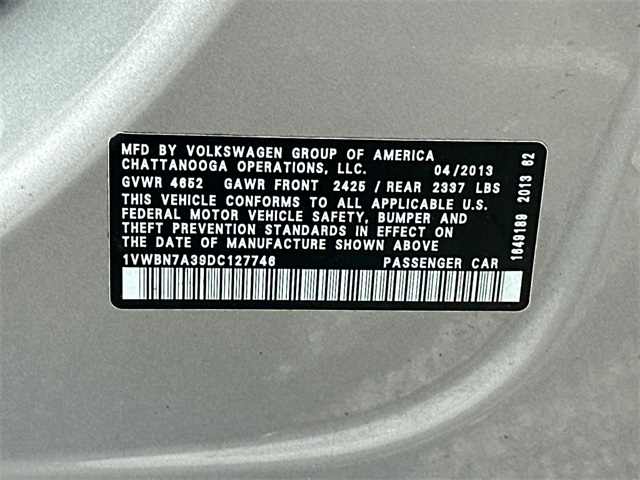 MFD BY VOLKSWAGEN GROUP OF AMERICA
CHATTANOOGA OPERATIONS, LLC. 04/2013
GVWR 4652 GAWR FRONT 2425 / REAR 2337 LBS
THIS VEHICLE CONFORMS TO ALL APPLICABLE U.S.
FEDERAL MOTOR VEHICLE SAFETY, BUMPER AND
THEFT PREVENTION STANDARDS IN EFFECT ON
THE DATE OF MANUFACTURE SHOWN ABOVE
1VWBN7A39DC127746 PASSENGER CAR
1649189 2013 62